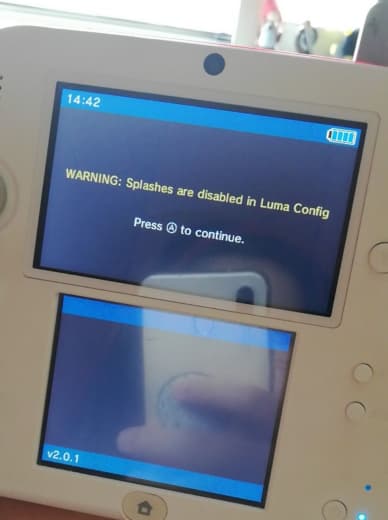 14:42
WARNING: Splashes are disabled in Luma Config
Press Ⓐ to continue.
v2.0.1